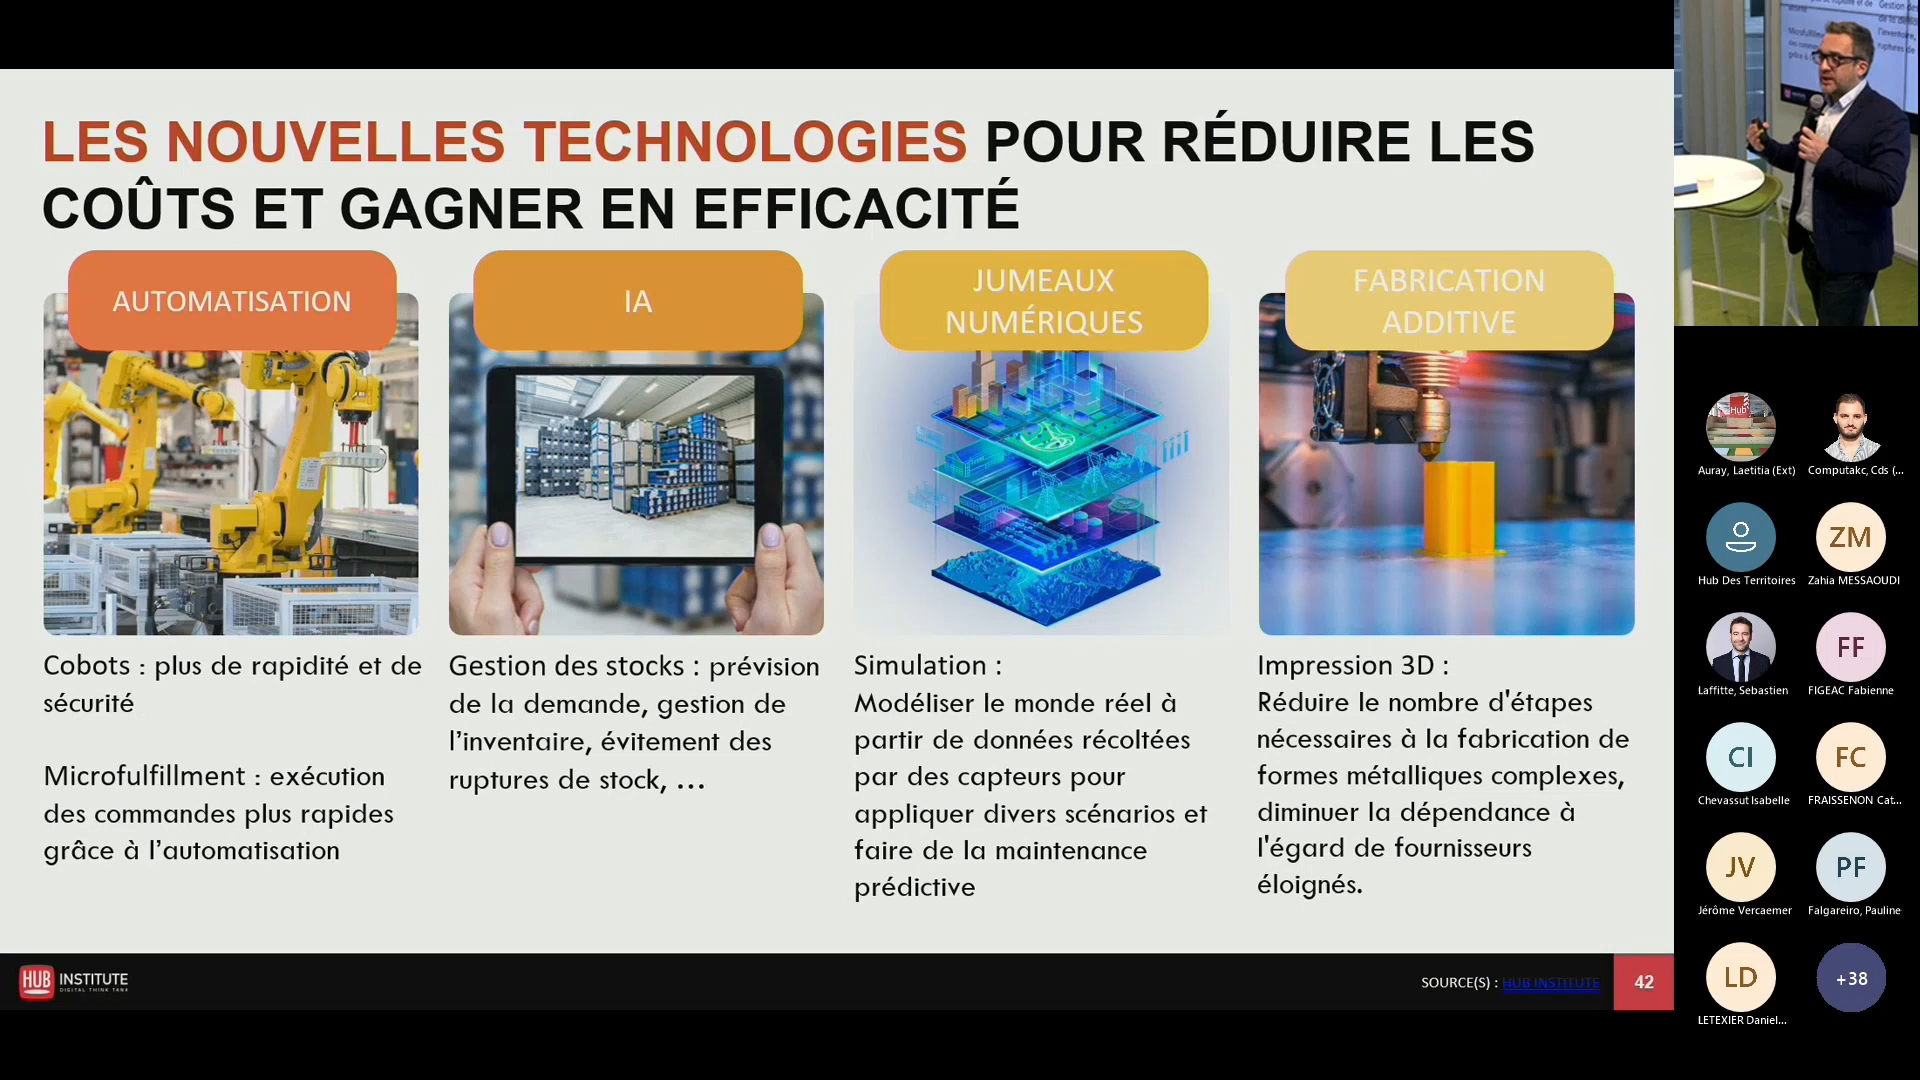 LES NOUVELLES TECHNOLOGIES POUR RÉDUIRE LES
COÛTS ET GAGNER EN EFFICACITÉ
AUTOMATISATION
Cobots : plus de rapidité et de
sécurité
Microfulfillment : exécution
des commandes plus rapides
grâce à l’automatisation
IA
Gestion des stocks : prévision
de la demande, gestion de
l’inventaire, évitement des
ruptures de stock, …
JUMEAUX
NUMÉRIQUES
Simulation :
Modéliser le monde réel à
partir de données récoltées
par des capteurs pour
appliquer divers scénarios et
faire de la maintenance
prédictive
FABRICATION
ADDITIVE
Impression 3D :
Réduire le nombre d'étapes
nécessaires à la fabrication de
formes métalliques complexes,
diminuer la dépendance à
l'égard de fournisseurs
éloignés.
HUB INSTITUTE
DIGITAL THINK TANK
SOURCE(S) : HUB INSTITUTE
42
Hub
Auray, Laetitia (Ext)
Computakc, Cds (...
Hub Des Territoires
ZM
Zahia MESSAOUDI
Laffitte, Sebastien
FF
FIGEAC Fabienne
CI
Chevassut Isabelle
FC
FRAISSENON Cat...
JV
Jérôme Vercaemer
PF
Falgareiro, Pauline
LD
LETEXIER Daniel...
+38